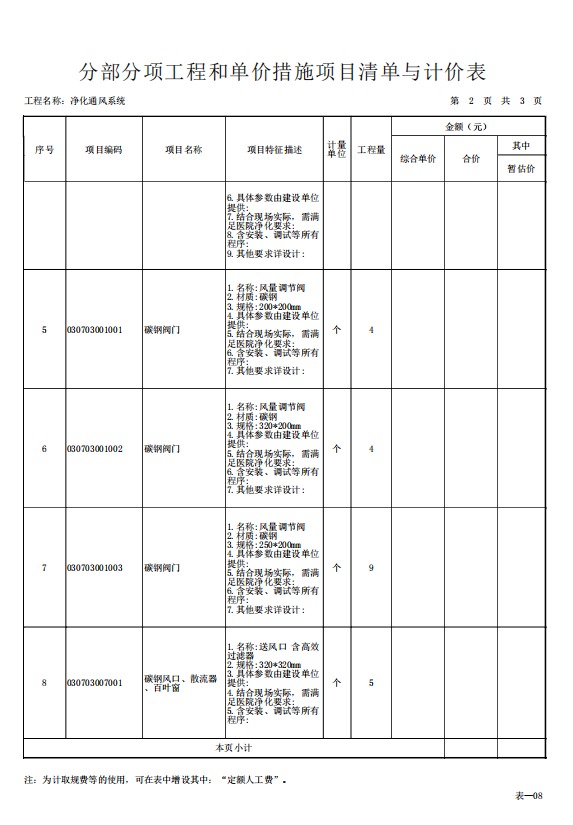 分部分项工程和单价措施项目清单与计价表
工程名称：净化通风系统
第 2 页 共 3 页
序号
项目编码
项目名称
项目特征描述
计量
单位
工程量
金额（元）
综合单价
合价
其中
暂估价
6.具体参数由建设单位
提供:
7.结合现场实际，需满
足医院净化要求:
8.含安装、调试等所有
程序:
9.其他要求详设计:
5
030703001001
碳钢阀门
1.名称:风量调节阀
2.材质:碳钢
3.规格:200*200mm
4.具体参数由建设单位
提供:
5.结合现场实际，需满
足医院净化要求:
6.含安装、调试等所有
程序:
7.其他要求详设计:
个
4
6
030703001002
碳钢阀门
1.名称:风量调节阀
2.材质:碳钢
3.规格:320*200mm
4.具体参数由建设单位
提供:
5.结合现场实际，需满
足医院净化要求:
6.含安装、调试等所有
程序:
7.其他要求详设计:
个
4
7
030703001003
碳钢阀门
1.名称:风量调节阀
2.材质:碳钢
3.规格:250*200mm
4.具体参数由建设单位
提供:
5.结合现场实际，需满
足医院净化要求:
6.含安装、调试等所有
程序:
7.其他要求详设计:
个
9
8
030703007001
碳钢风口、散流器
、百叶窗
1.名称:送风口 含高效
过滤器
2.规格:320*320mm
3.具体参数由建设单位
提供:
4.结合现场实际，需满
足医院净化要求:
5.含安装、调试等所有
程序:
个
5
本页小计
注：为计取规费等的使用，可在表中增设其中：“定额人工费”。
表—08